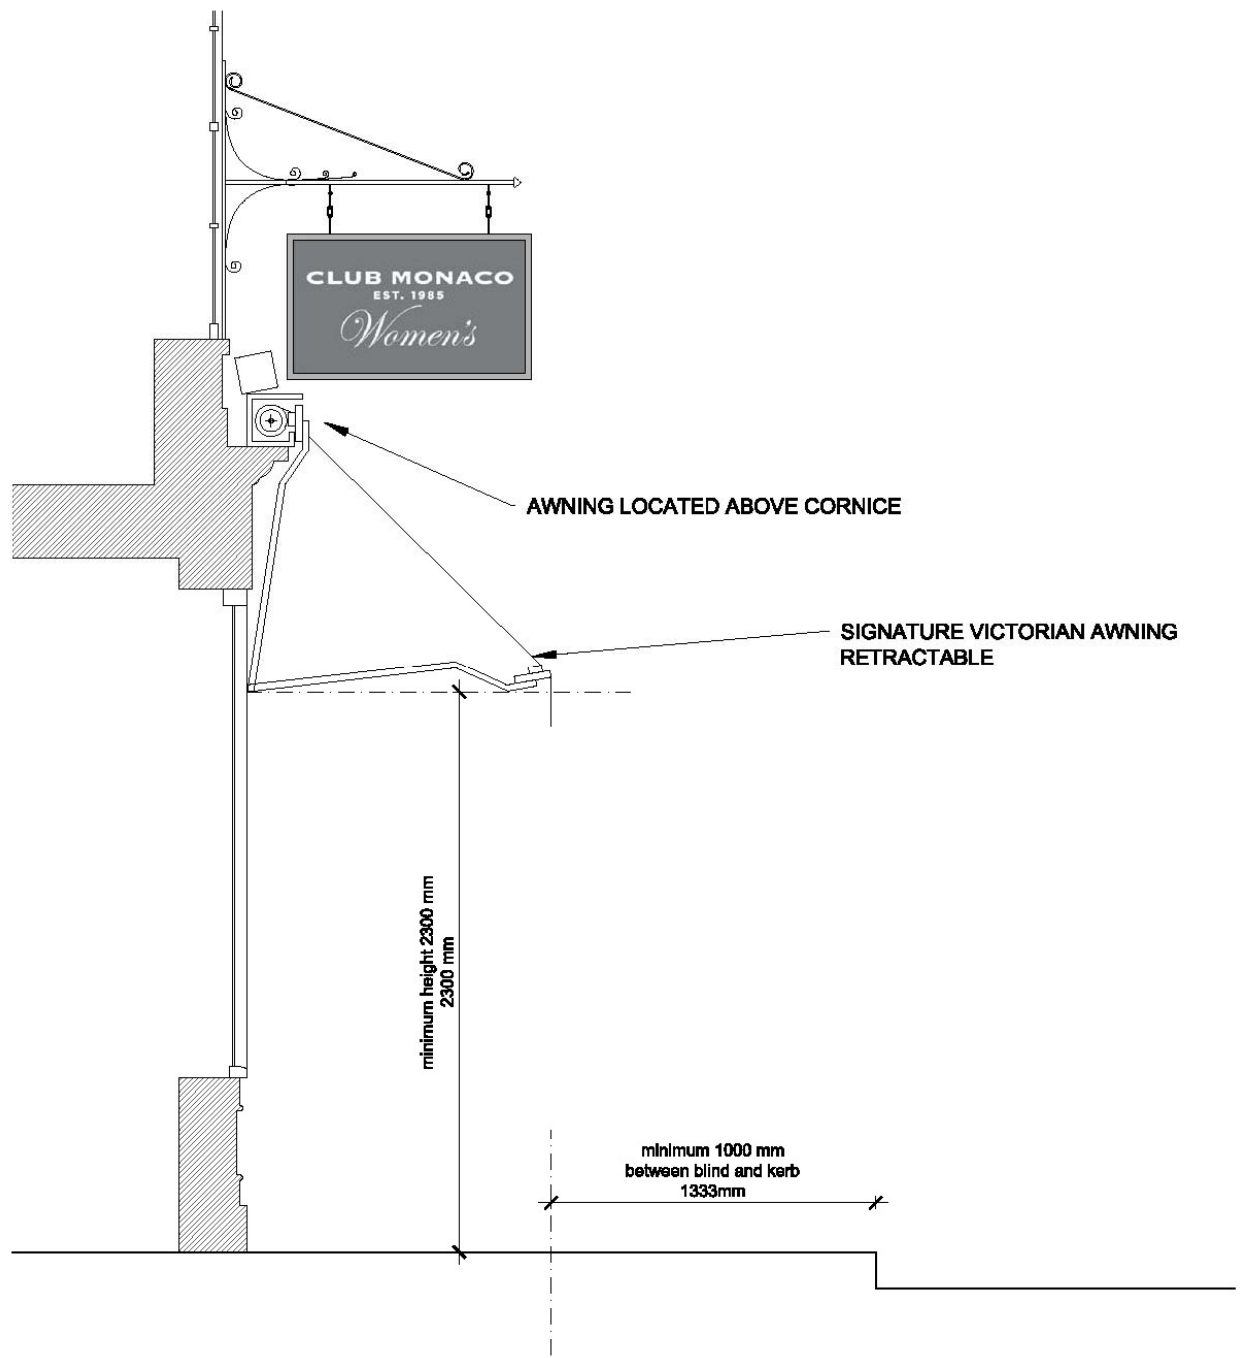 CLUB MONACO
EST. 1985
Women's
AWNING LOCATED ABOVE CORNICE
SIGNATURE VICTORIAN AWNING
RETRACTABLE
minimum height 2300 mm
2300 mm
minimum 1000 mm
between blind and kerb
1333mm